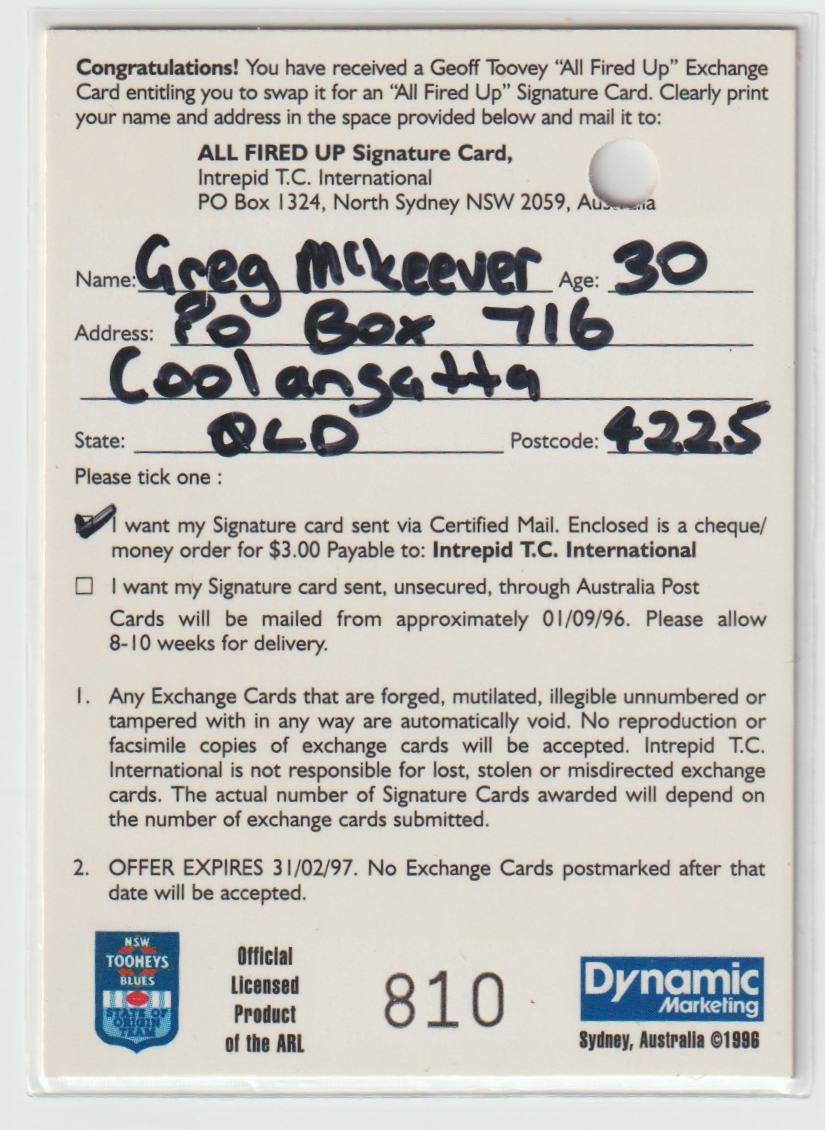 Congratulations! You have received a Geoff Toovey “All Fired Up” Exchange
Card entitling you to swap it for an “All Fired Up” Signature Card. Clearly print
your name and address in the space provided below and mail it to:
ALL FIRED UP Signature Card,
Intrepid T.C. International
PO Box 1324, North Sydney NSW 2059, Australia
Name: Greg McKeever Age: 30
Address: Po Box 716
Coolangatta
State: QLD Postcode: 4225
Please tick one :
I want my Signature card sent via Certified Mail. Enclosed is a cheque/
money order for $3.00 Payable to: Intrepid T.C. International
I want my Signature card sent, unsecured, through Australia Post
Cards will be mailed from approximately 01/09/96. Please allow
8-10 weeks for delivery.
1. Any Exchange Cards that are forged, mutilated, illegible unnumbered or
tampered with in any way are automatically void. No reproduction or
facsimile copies of exchange cards will be accepted. Intrepid T.C.
International is not responsible for lost, stolen or misdirected exchange
cards. The actual number of Signature Cards awarded will depend on
the number of exchange cards submitted.
2. OFFER EXPIRES 31/02/97. No Exchange Cards postmarked after that
date will be accepted.
NSW
TOOHEYS
BLUES
STATE OF
ORIGIN
TEAM
Official
Licensed
Product
of the ARL
810
Dynamic
Marketing
Sydney, Australia ©1996